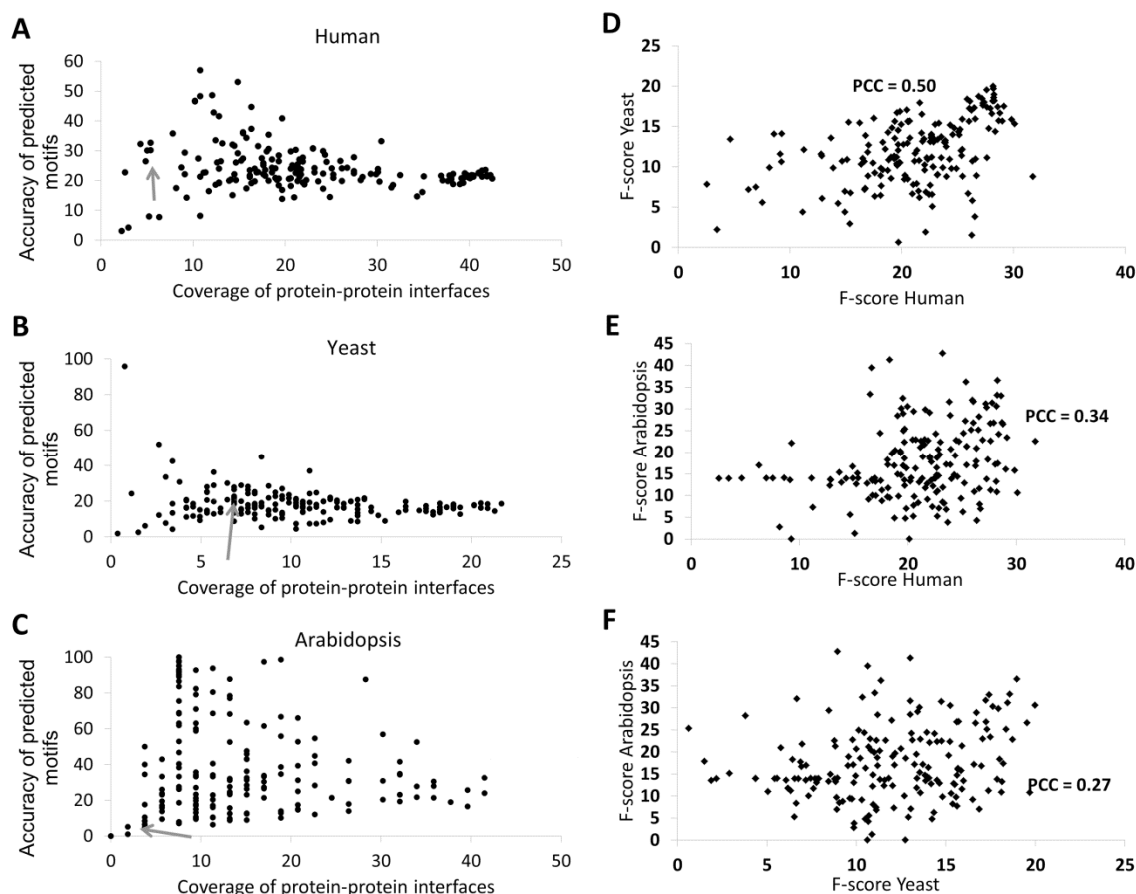 A
Human
Accuracy of predicted
motifs
60
50
40
30
20
10
0
0 10 20 30 40 50
Coverage of protein-protein interfaces
B
Yeast
Accuracy of predicted
motifs
100
80
60
40
20
0
5 10 15 20 25
Coverage of protein-protein interfaces
C
Arabidopsis
Accuracy of predicted
motifs
100
80
60
40
20
0
0 10 20 30 40 50
Coverage of protein-protein interfaces
D
PCC = 0.50
F-score Yeast
25
20
15
10
5
0
0 10 20 30 40
F-score Human
E
PCC = 0.34
F-score Arabidopsis
45
40
35
30
25
20
15
10
5
0
0 10 20 30 40
F-score Human
F
PCC = 0.27
F-score Arabidopsis
45
40
35
30
25
20
15
10
5
0
0 5 10 15 20 25
F-score Yeast